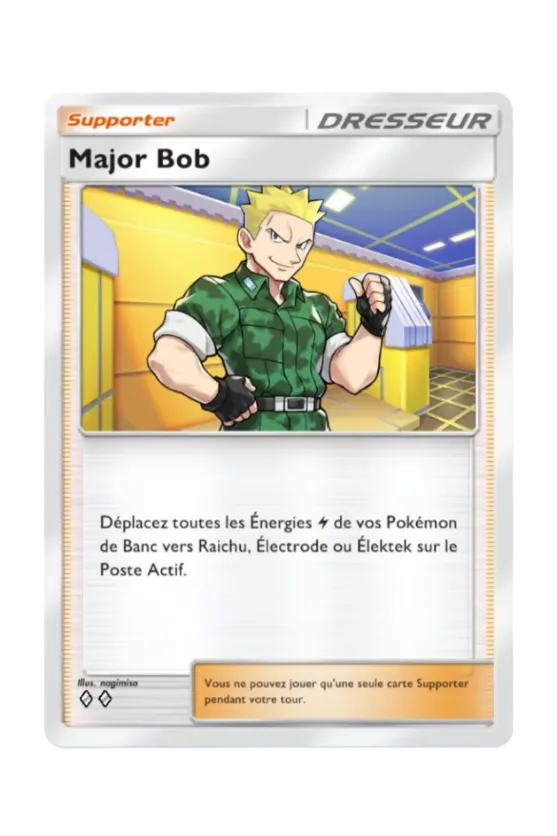 Supporter
DRESSEUR
Major Bob
Déplacez toutes les Énergies de vos Pokémon
de Banc vers Raichu, Électrode ou Élektek sur le
Poste Actif.
Illus. nagimiso
Vous ne pouvez jouer qu'une seule carte Supporter
pendant votre tour.